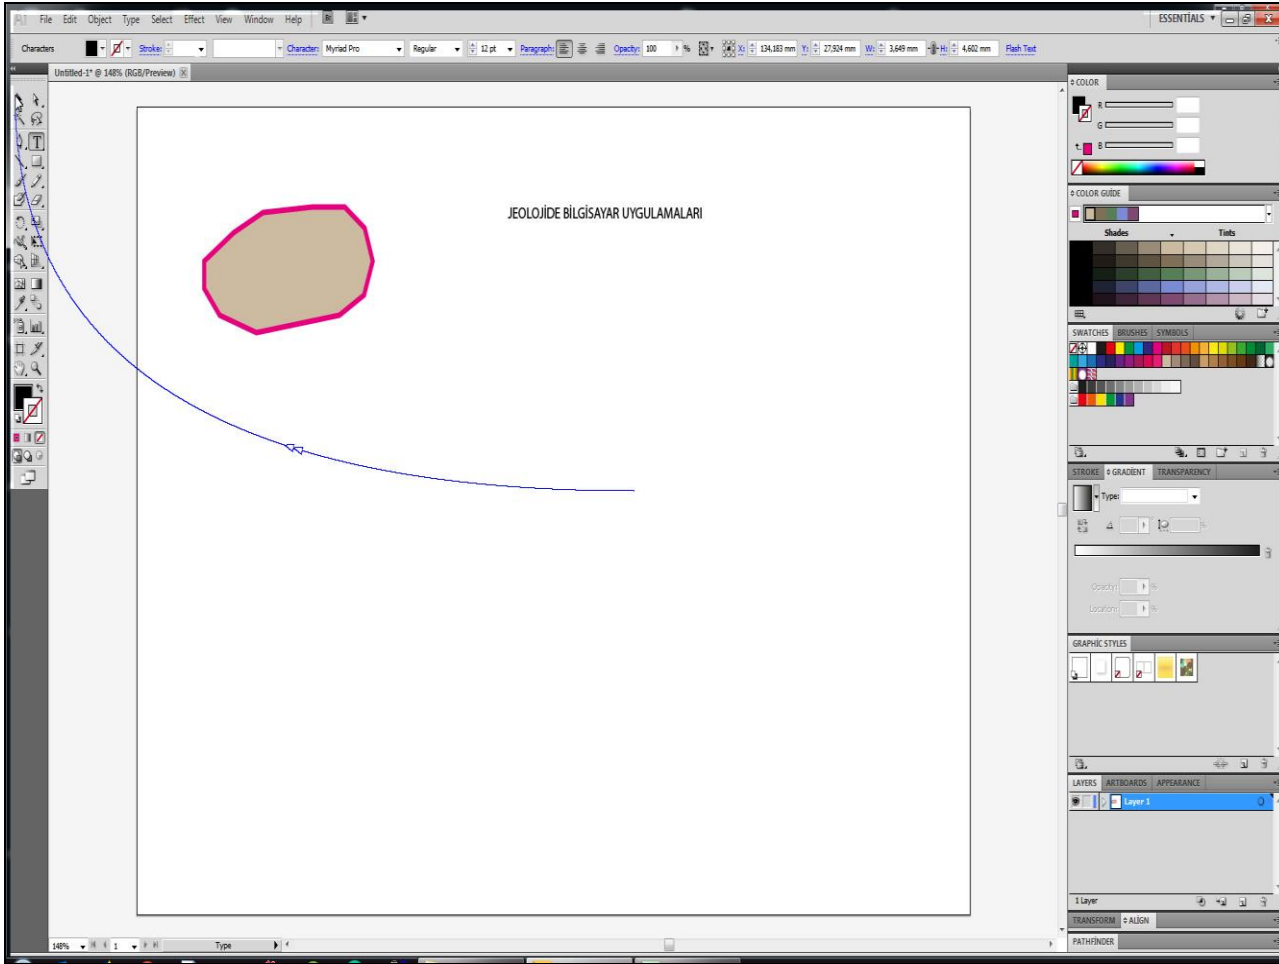 Ai File Edit Object Type Select Effect View Window Help Br ESSENTIALS
Characters Stroke: Character: Myriad Pro Regular 12 pt Paragraph: Opacity: 100 % X: 134,183 mm Y: 27,924 mm W: 3,649 mm H: 4,602 mm Flash Text
Untitled-1* @ 148% (RGB/Preview)
JEOLOJİDE BİLGİSAYAR UYGULAMALARI
COLOR
R
G
B
COLOR GUIDE
Shades Tints
SWATCHES BRUSHES SYMBOLS
STROKE GRADIENT TRANSPARENCY
Type:
%
Opacity: %
Location: %
GRAPHIC STYLES
LAYERS ARTBOARDS APPEARANCE
Layer 1
1 Layer
TRANSFORM ALIGN
PATHFINDER
148% 1 Type